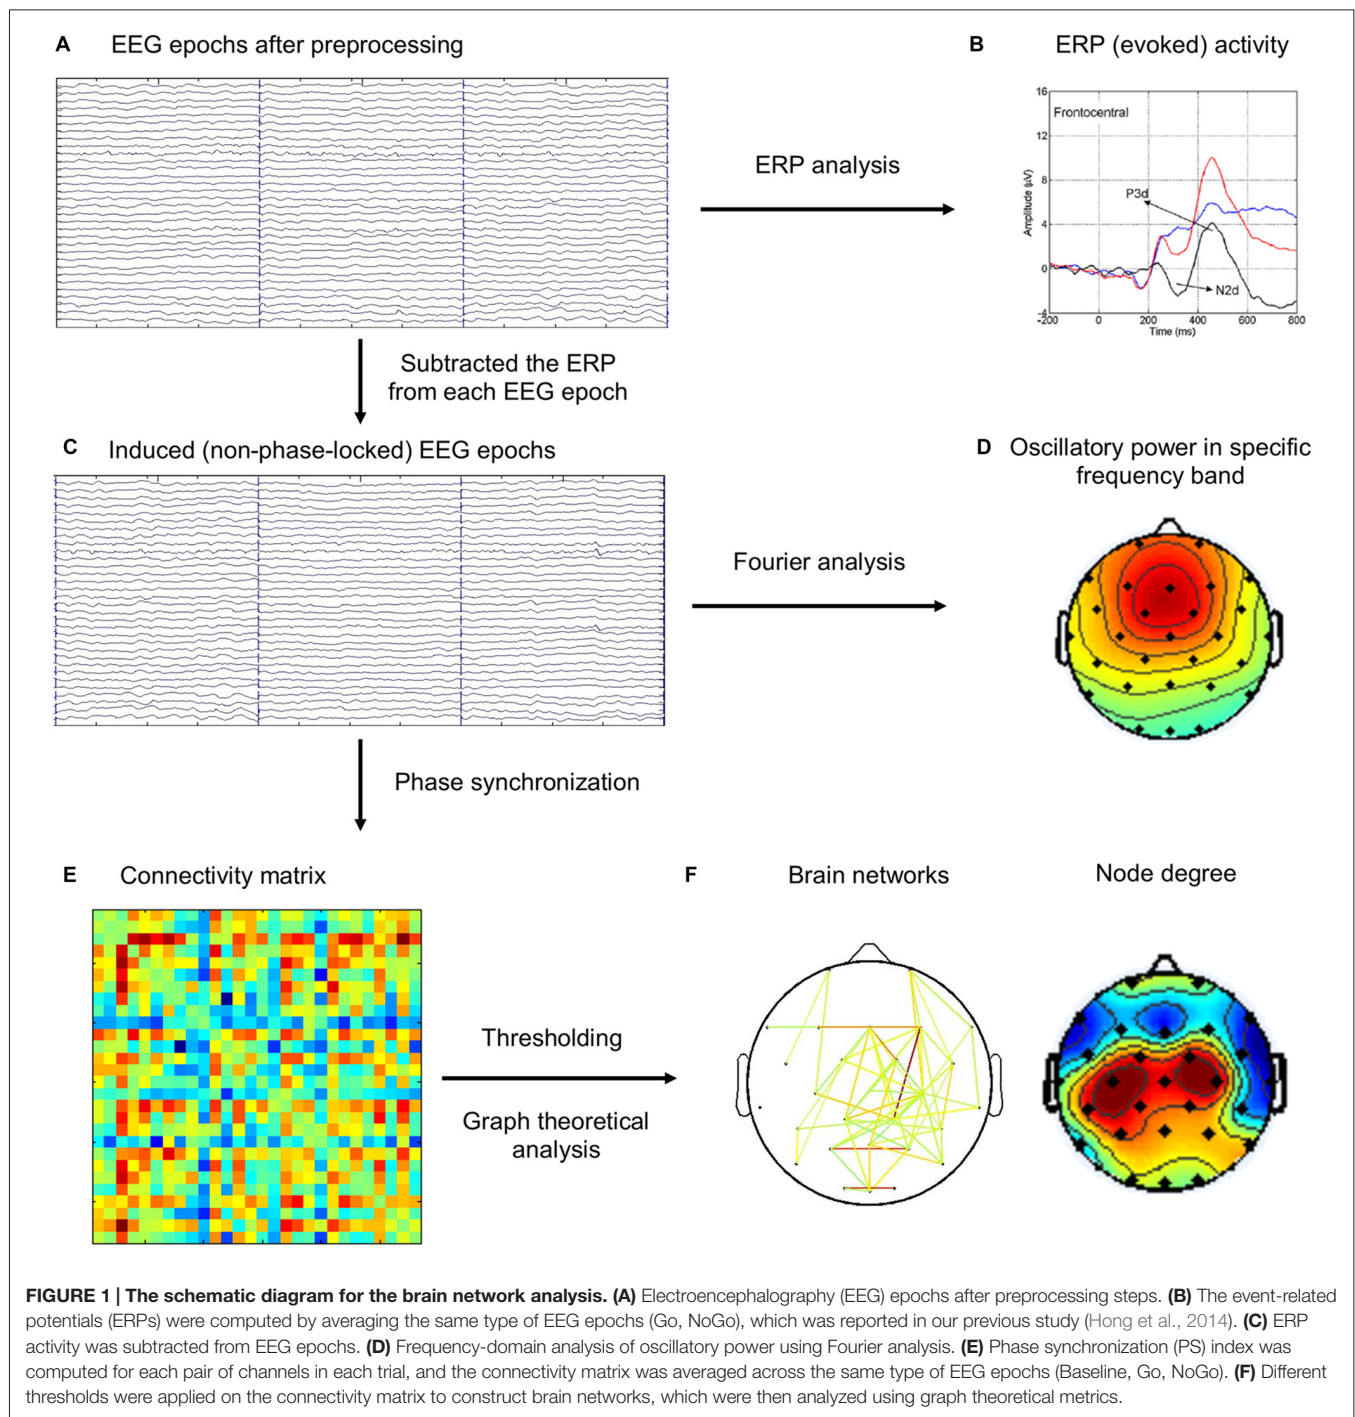 A EEG epochs after preprocessing
B ERP (evoked) activity
16
12
8
4
0
-4
Amplitude (µV)
Frontocentral
P3d
N2d
-200 0 200 400 600 800
Time (ms)
ERP analysis
Subtracted the ERP
from each EEG epoch
C Induced (non-phase-locked) EEG epochs
D Oscillatory power in specific
frequency band
Fourier analysis
Phase synchronization
E Connectivity matrix
F Brain networks
Node degree
Thresholding
Graph theoretical
analysis
FIGURE 1 | The schematic diagram for the brain network analysis. (A) Electroencephalography (EEG) epochs after preprocessing steps. (B) The event-related
potentials (ERPs) were computed by averaging the same type of EEG epochs (Go, NoGo), which was reported in our previous study (Hong et al., 2014). (C) ERP
activity was subtracted from EEG epochs. (D) Frequency-domain analysis of oscillatory power using Fourier analysis. (E) Phase synchronization (PS) index was
computed for each pair of channels in each trial, and the connectivity matrix was averaged across the same type of EEG epochs (Baseline, Go, NoGo). (F) Different
thresholds were applied on the connectivity matrix to construct brain networks, which were then analyzed using graph theoretical metrics.